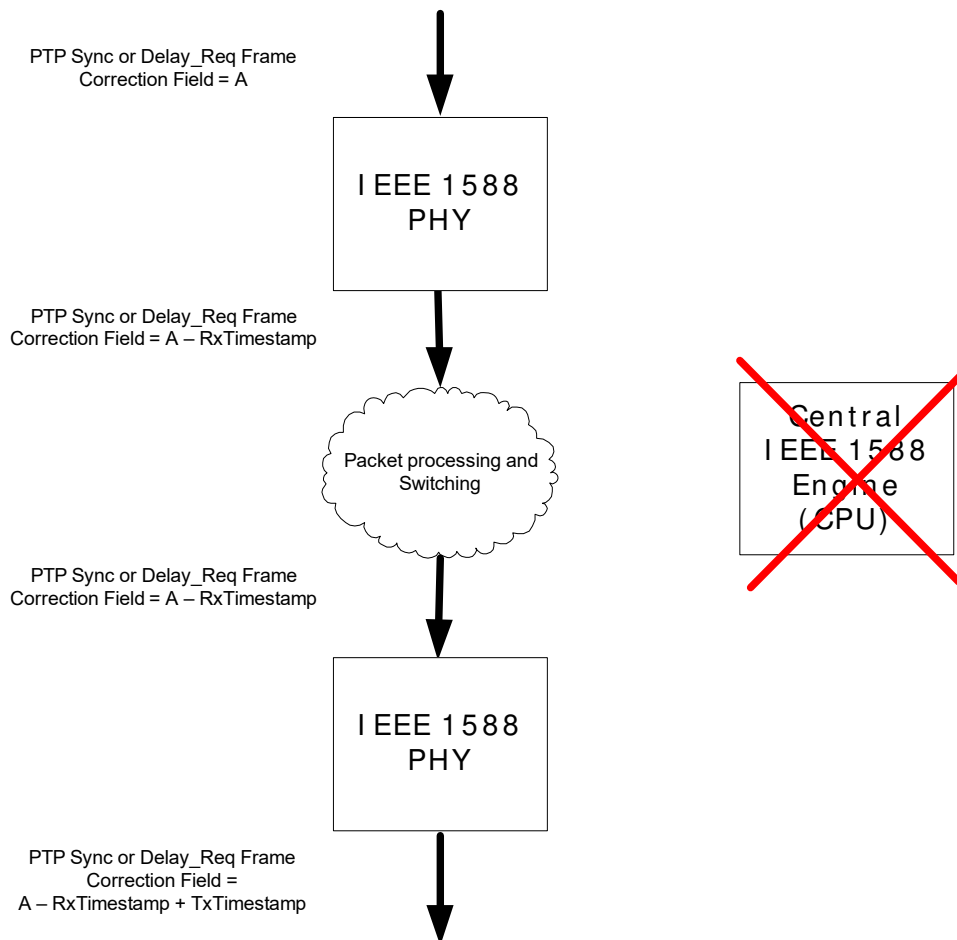 PTP Sync or Delay_Req Frame
Correction Field = A
IEEE 1588
PHY
PTP Sync or Delay_Req Frame
Correction Field = A – RxTimestamp
Packet processing and
Switching
Central
IEEE 1588
Engine
(CPU)
PTP Sync or Delay_Req Frame
Correction Field = A – RxTimestamp
IEEE 1588
PHY
PTP Sync or Delay_Req Frame
Correction Field =
A – RxTimestamp + TxTimestamp